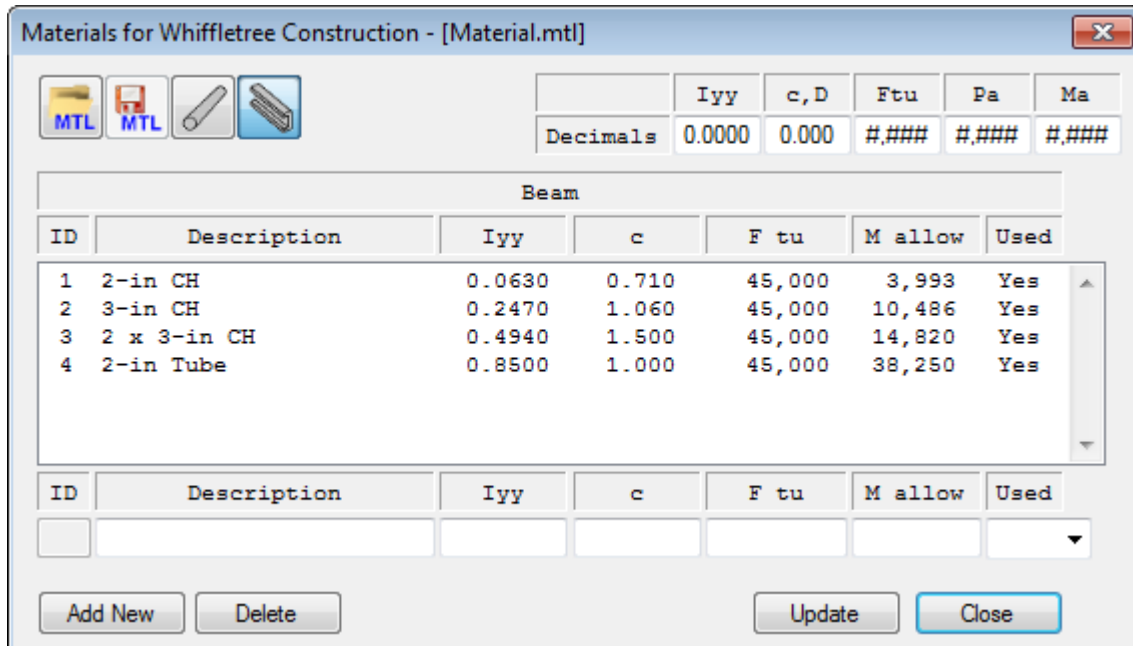 Materials for Whiffletree Construction - [Material.mtl]
MTL MTL
Iyy c,D Ftu Pa Ma
Decimals 0.0000 0.000 #,### #,### #,###
Beam
ID Description Iyy c F tu M allow Used
1 2-in CH 0.0630 0.710 45,000 3,993 Yes
2 3-in CH 0.2470 1.060 45,000 10,486 Yes
3 2 x 3-in CH 0.4940 1.500 45,000 14,820 Yes
4 2-in Tube 0.8500 1.000 45,000 38,250 Yes
ID Description Iyy c F tu M allow Used
Add New Delete Update Close